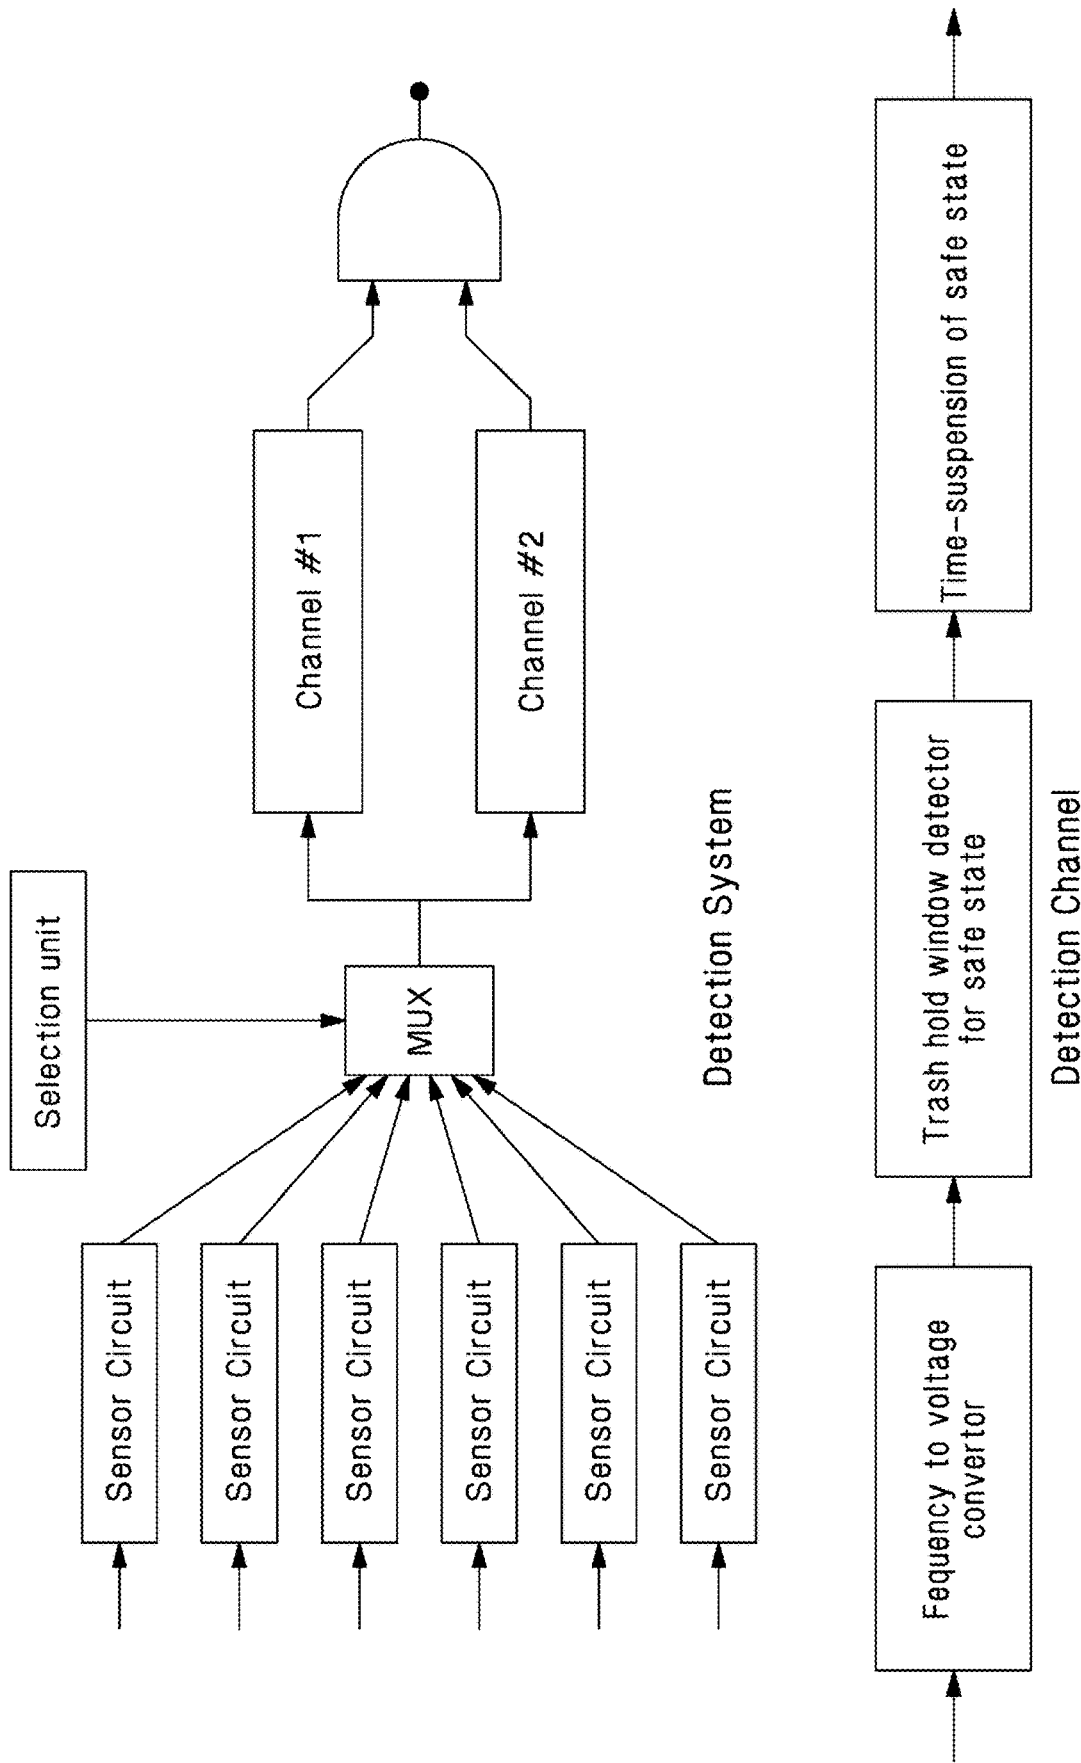 Selection unit
Sensor Circuit
Sensor Circuit
Sensor Circuit
Sensor Circuit
Sensor Circuit
Sensor Circuit
MUX
Channel #1
Channel #2
Detection System
Fequency to voltage
convertor
Trash hold window detector
for safe state
Time-suspension of safe state
Detection Channel